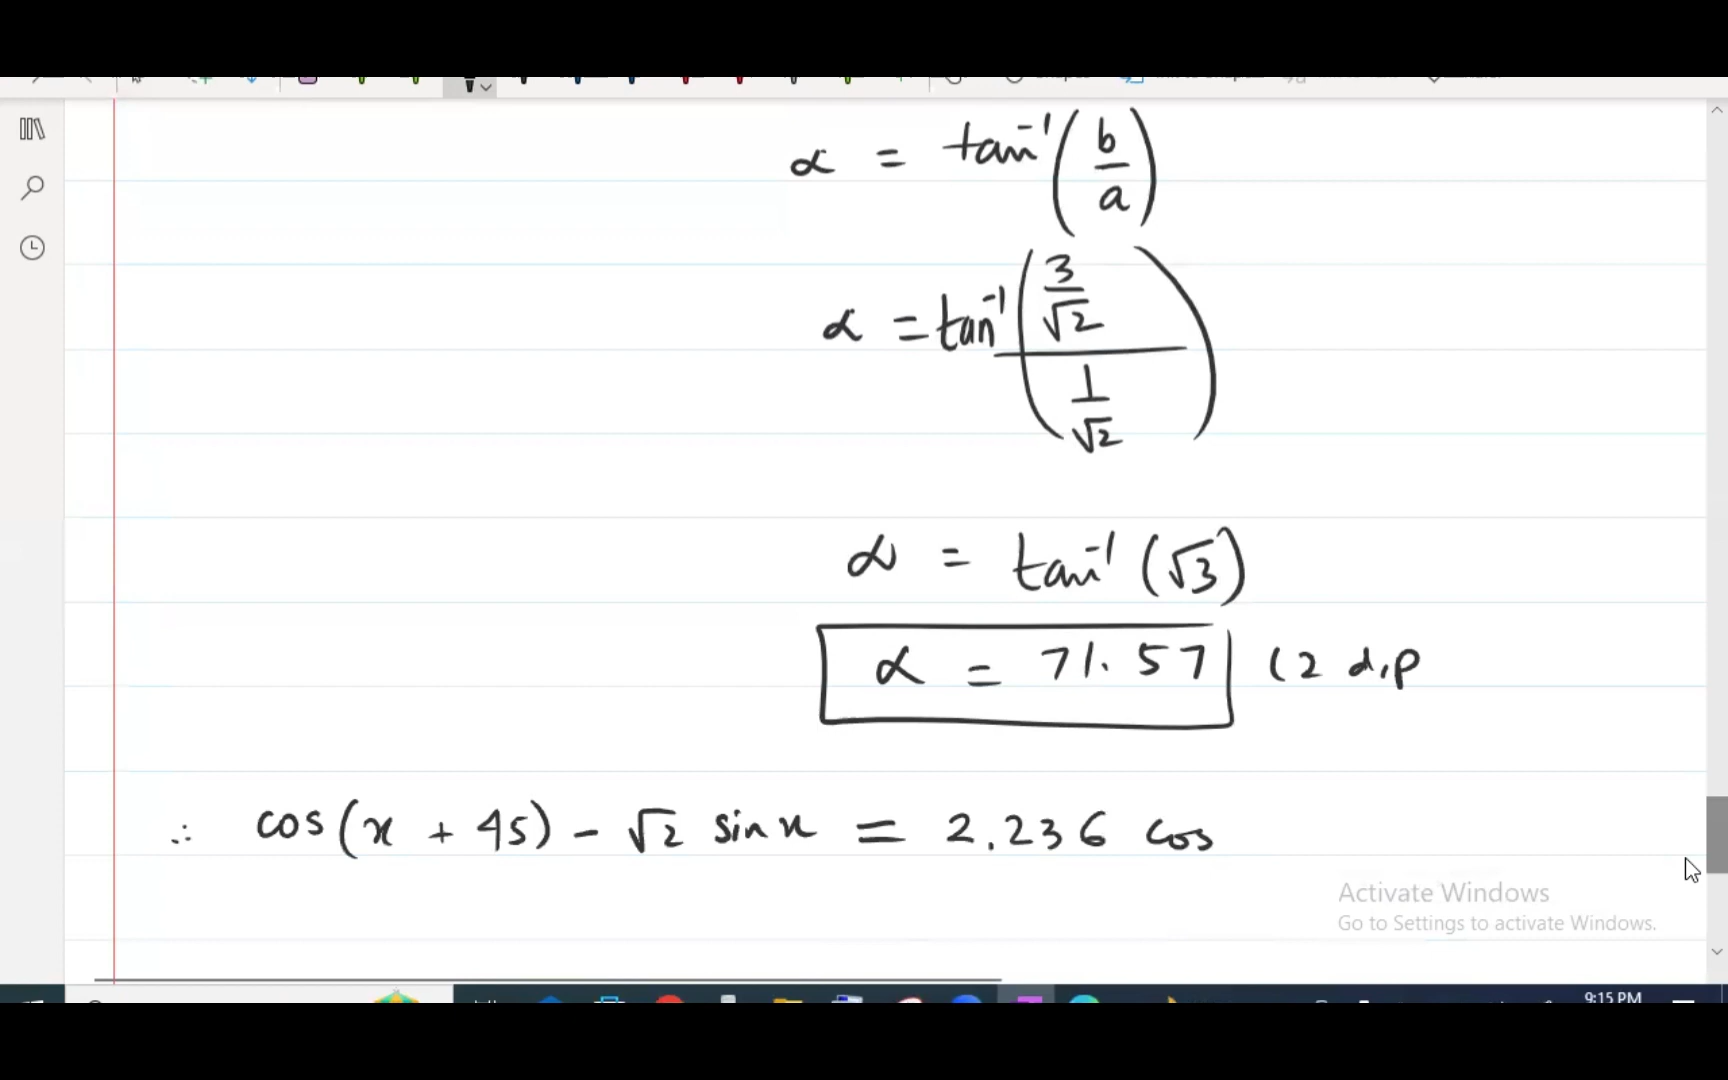 α = tan⁻¹(b/a)
α = tan⁻¹((3/√2)/(1/√2))
α = tan⁻¹(√3)
α = 71.57 (2 d.p
∴ cos(x + 45) - √2 sin x = 2.236 cos
Activate Windows
Go to Settings to activate Windows.
9:15 PM